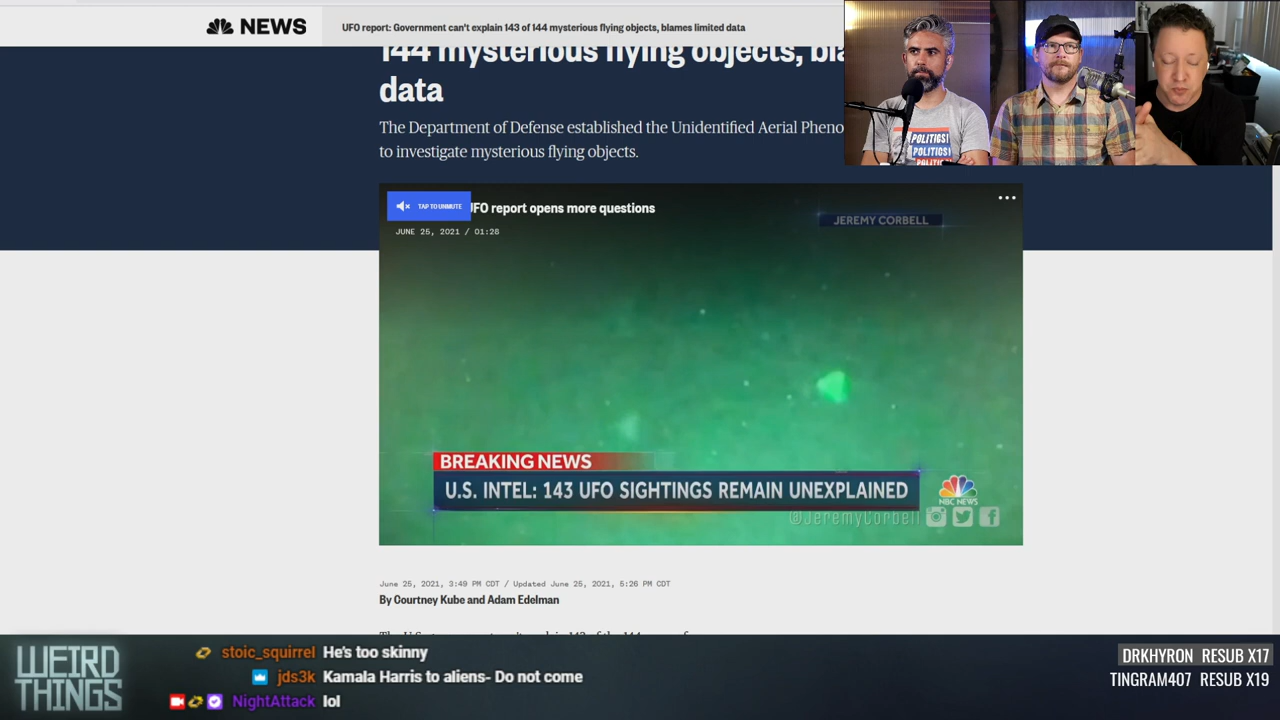 NEWS
UFO report: Government can't explain 143 of 144 mysterious flying objects, blames limited data
144 mysterious flying objects, bla
data
The Department of Defense established the Unidentified Aerial Pheno
to investigate mysterious flying objects.
POLITICS!
POLITICS!
POLITICS!
TAP TO UNMUTE
UFO report opens more questions
JUNE 25, 2021 / 01:26
JEREMY CORBELL
BREAKING NEWS
U.S. INTEL: 143 UFO SIGHTINGS REMAIN UNEXPLAINED
NBC NEWS
@JeremyCorbell
June 25, 2021, 3:49 PM CDT / Updated June 25, 2021, 5:26 PM CDT
By Courtney Kube and Adam Edelman
WEIRD
THINGS
stoic_squirrel He's too skinny
jds3k Kamala Harris to aliens- Do not come
NightAttack lol
DRKHYRON RESUB X17
TINGRAM407 RESUB X19